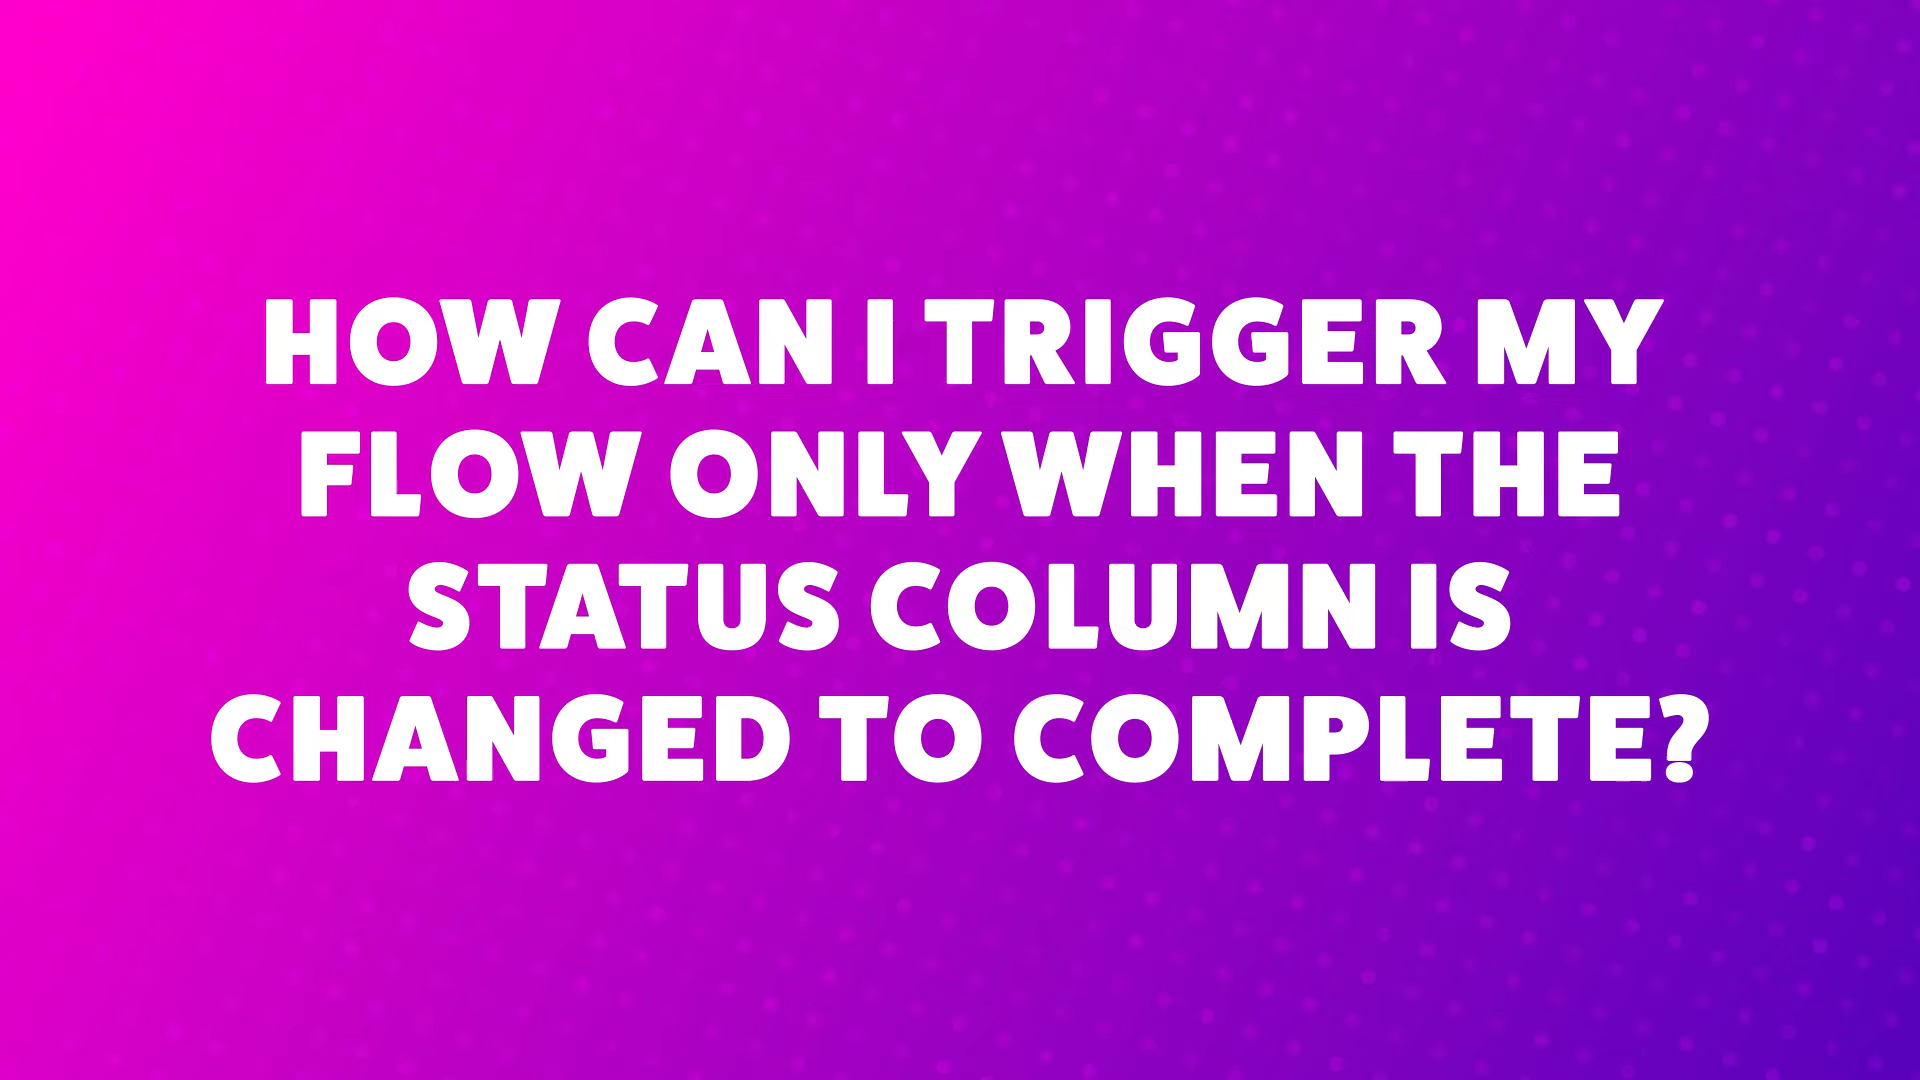 HOW CAN I TRIGGER MY
FLOW ONLY WHEN THE
STATUS COLUMN IS
CHANGED TO COMPLETE?